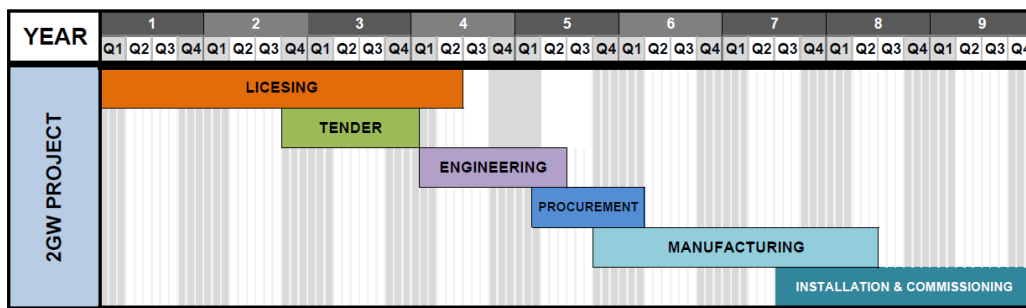 YEAR
1 2 3 4 5 6 7 8 9
Q1 Q2 Q3 Q4 Q1 Q2 Q3 Q4 Q1 Q2 Q3 Q4 Q1 Q2 Q3 Q4 Q1 Q2 Q3 Q4 Q1 Q2 Q3 Q4 Q1 Q2 Q3 Q4 Q1 Q2 Q3 Q4 Q1 Q2 Q3 Q4
2GW PROJECT
LICESING
TENDER
ENGINEERING
PROCUREMENT
MANUFACTURING
INSTALLATION & COMMISSIONING